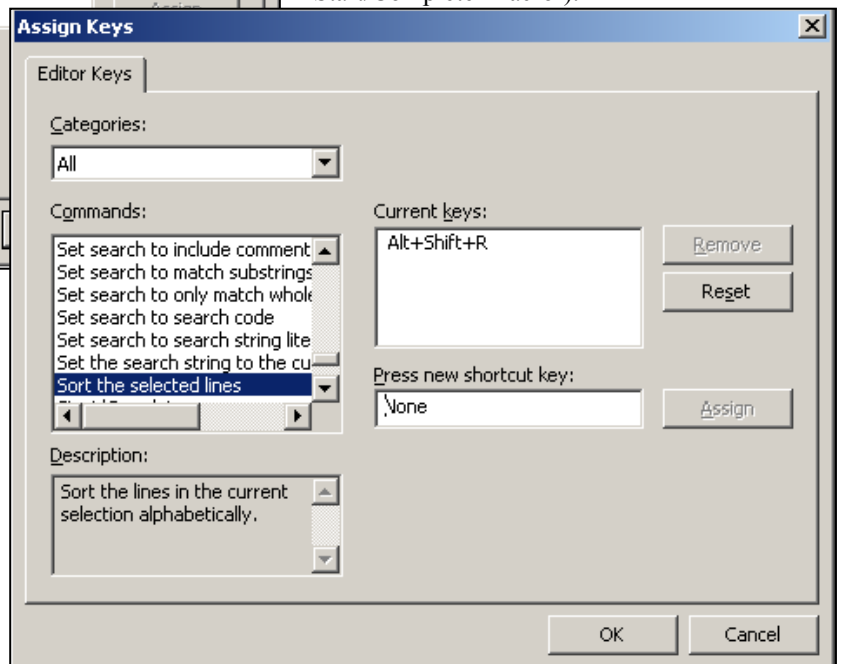 Assign
Assign Keys
Editor Keys
Categories:
All
Commands:
Set search to include comment
Set search to match substrings
Set search to only match whole
Set search to search code
Set search to search string lite
Set the search string to the cu
Sort the selected lines
Current keys:
Alt+Shift+R
Remove
Reset
Press new shortcut key:
None
Assign
Description:
Sort the lines in the current
selection alphabetically.
OK
Cancel